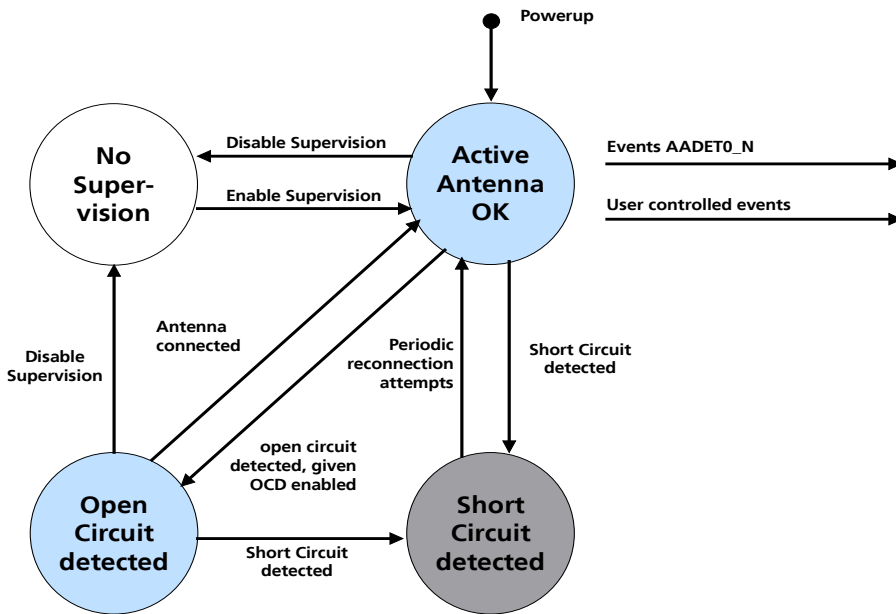 Powerup
Disable Supervision
No
Super-
vision
Active
Antenna
OK
Events AADET0_N
Enable Supervision
User controlled events
Antenna
connected
Periodic
reconnection
attempts
Short Circuit
detected
Disable
Supervision
open circuit
detected, given
OCD enabled
Open
Circuit
detected
Short Circuit
detected
Short
Circuit
detected